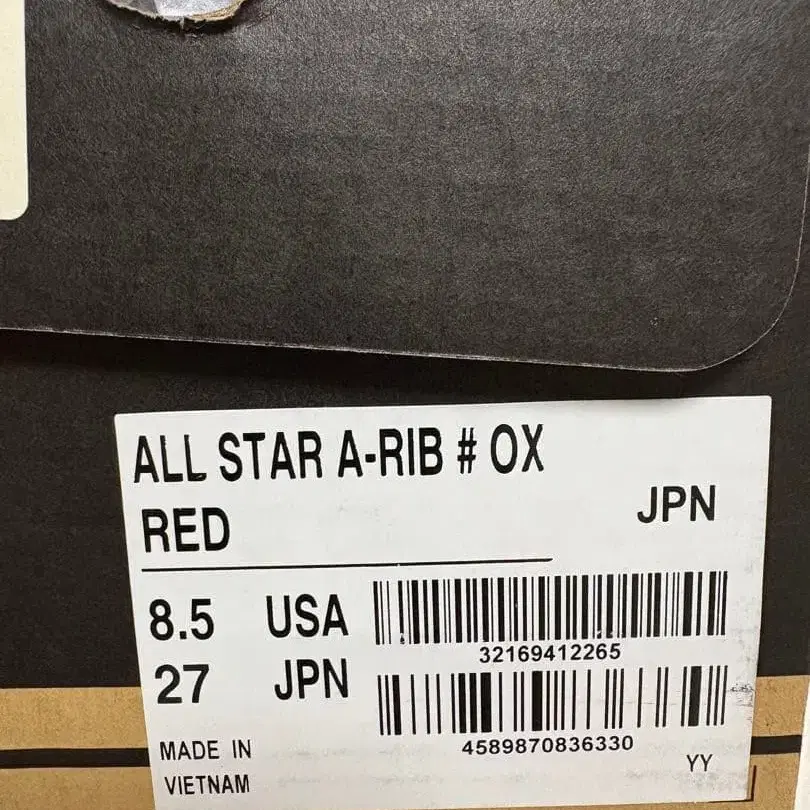 ALL STAR A-RIB # OX
RED
JPN
8.5 USA
32169412265
27 JPN
4589870836330
MADE IN
VIETNAM
YY